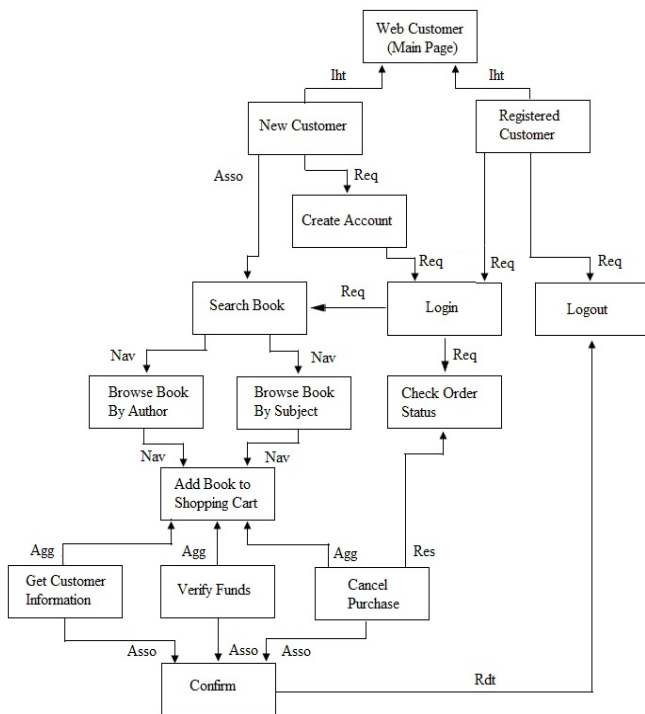 Web Customer
(Main Page)
Iht
Iht
New Customer
Registered
Customer
Asso
Req
Create Account
Req
Req
Req
Search Book
Req
Login
Logout
Nav
Nav
Req
Browse Book
By Author
Browse Book
By Subject
Check Order
Status
Nav
Nav
Add Book to
Shopping Cart
Agg
Agg
Agg
Res
Get Customer
Information
Verify Funds
Cancel
Purchase
Asso
Asso
Asso
Confirm
Rdt